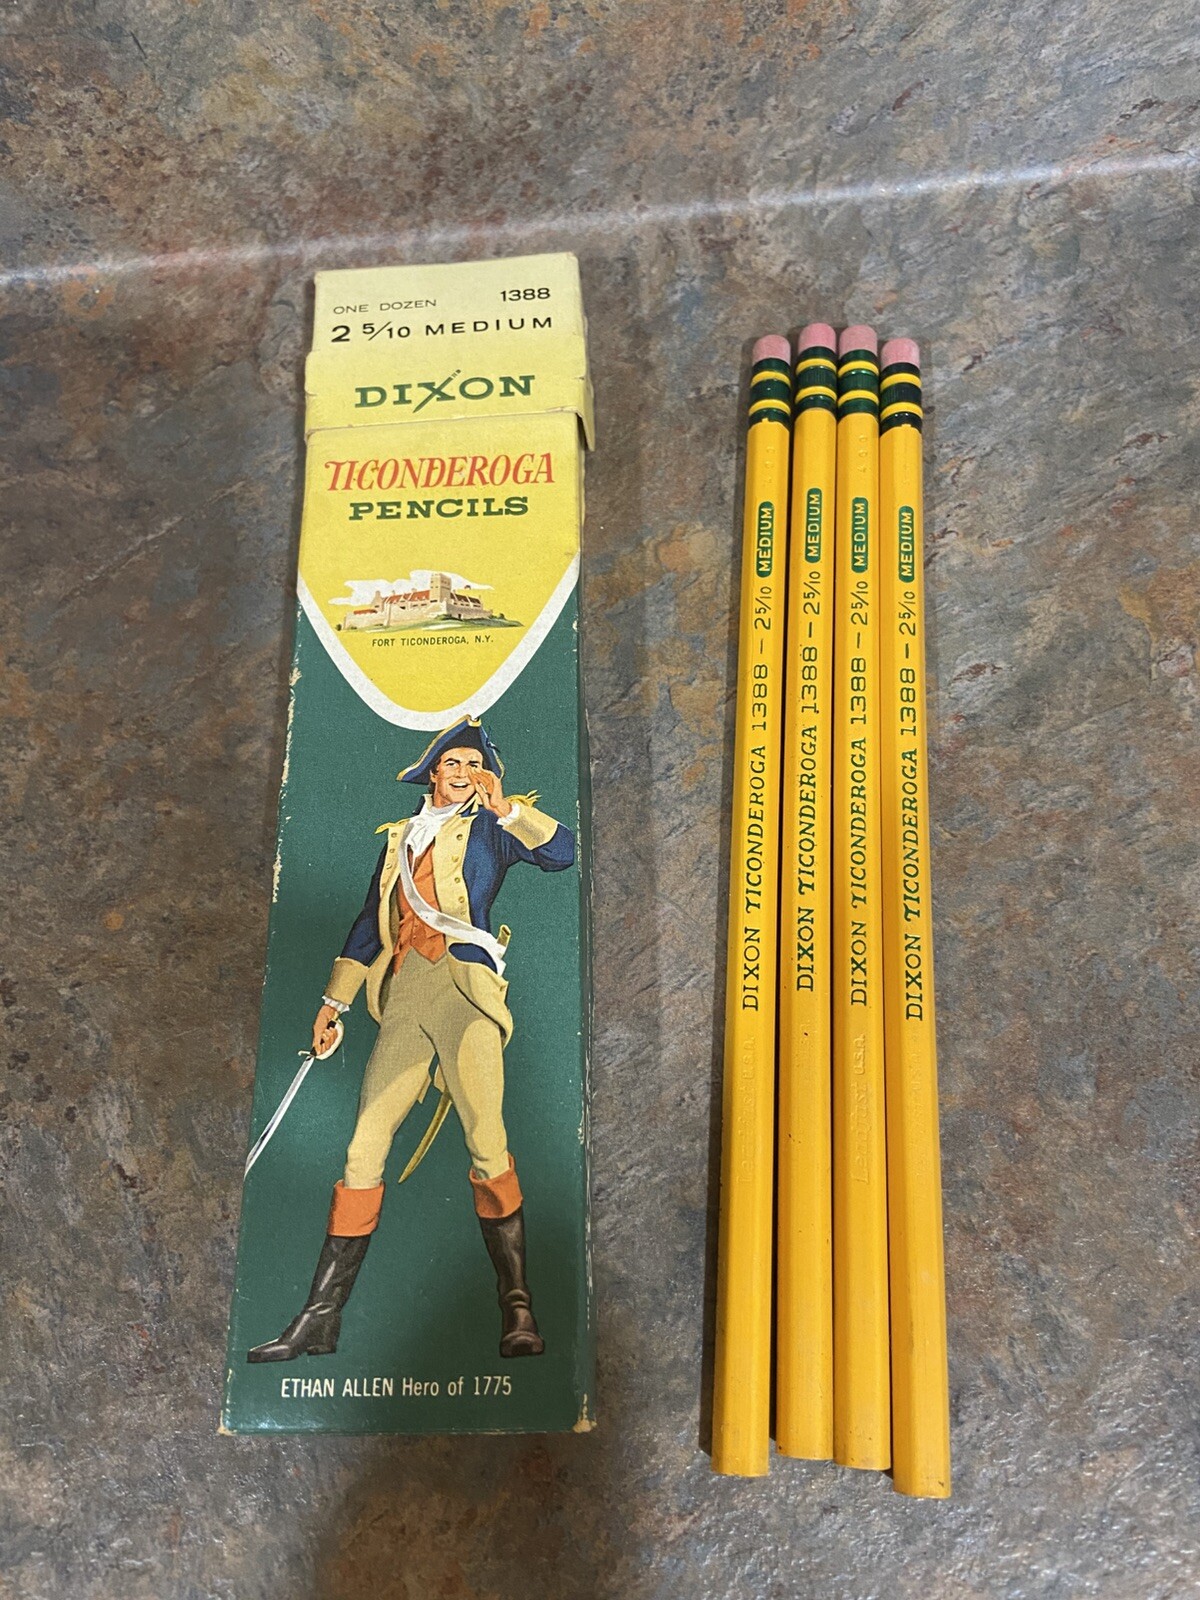 ONE DOZEN 1388
2 5/10 MEDIUM
DIXON
TICONDEROGA
PENCILS
FORT TICONDEROGA, N.Y.
ETHAN ALLEN Hero of 1775
DIXON TICONDEROGA 1388 – 2 5/10 MEDIUM
DIXON TICONDEROGA 1388 – 2 5/10 MEDIUM
DIXON TICONDEROGA 1388 – 2 5/10 MEDIUM
Leadfast U.S.A.
DIXON TICONDEROGA 1388 – 2 5/10 MEDIUM